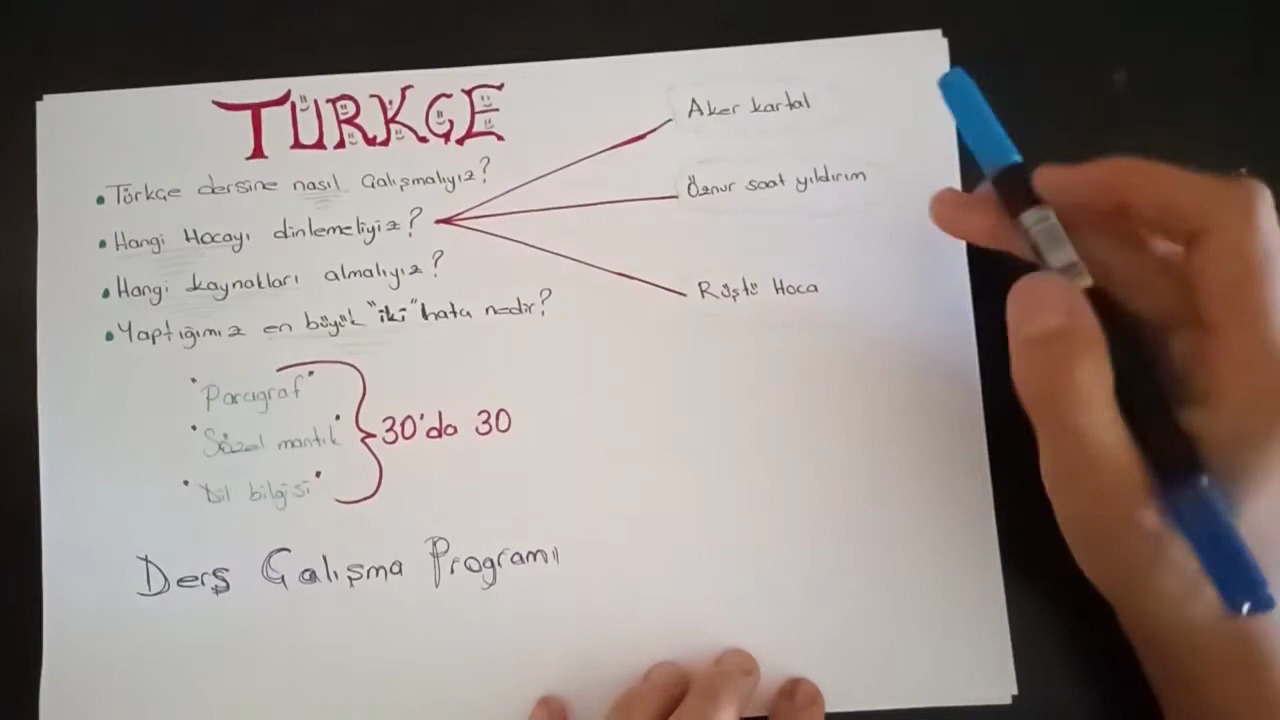 TÜRKÇE
• Türkçe dersine nasıl Çalışmalıyız?
• Hangi Hocayı dinlemeliyiz?
• Hangi kaynakları almalıyız?
• Yaptığımız en büyük "iki" hata nedir?
Aker kartal
Öznur saat yıldırım
Rüştü Hoca
"Paragraf"
"Sözel mantık"
"Dil bilgisi"
30'da 30
Ders Çalışma Programı